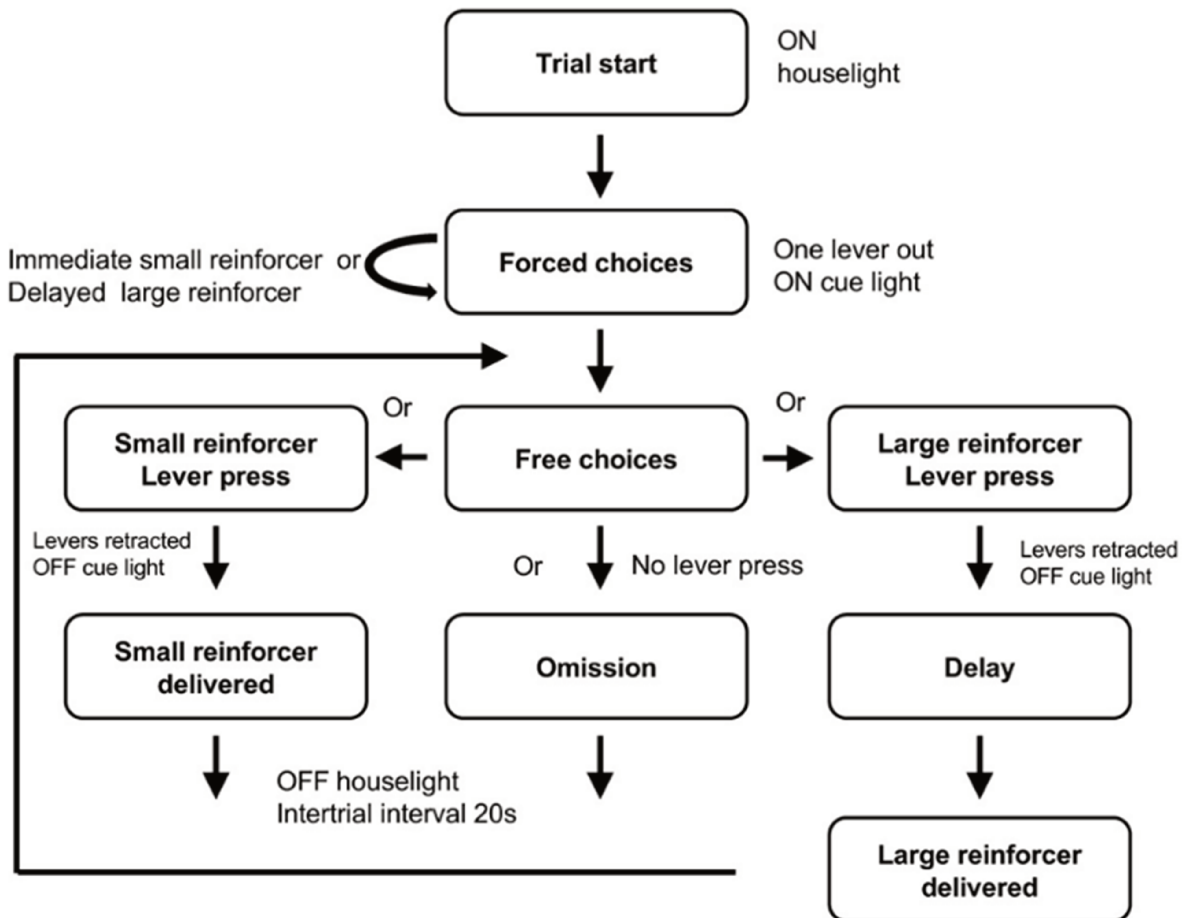 Trial start
ON
houselight
Immediate small reinforcer or
Delayed large reinforcer
Forced choices
One lever out
ON cue light
Or
Or
Small reinforcer
Lever press
Free choices
Large reinforcer
Lever press
Levers retracted
OFF cue light
Or
No lever press
Levers retracted
OFF cue light
Small reinforcer
delivered
Omission
Delay
OFF houselight
Intertrial interval 20s
Large reinforcer
delivered